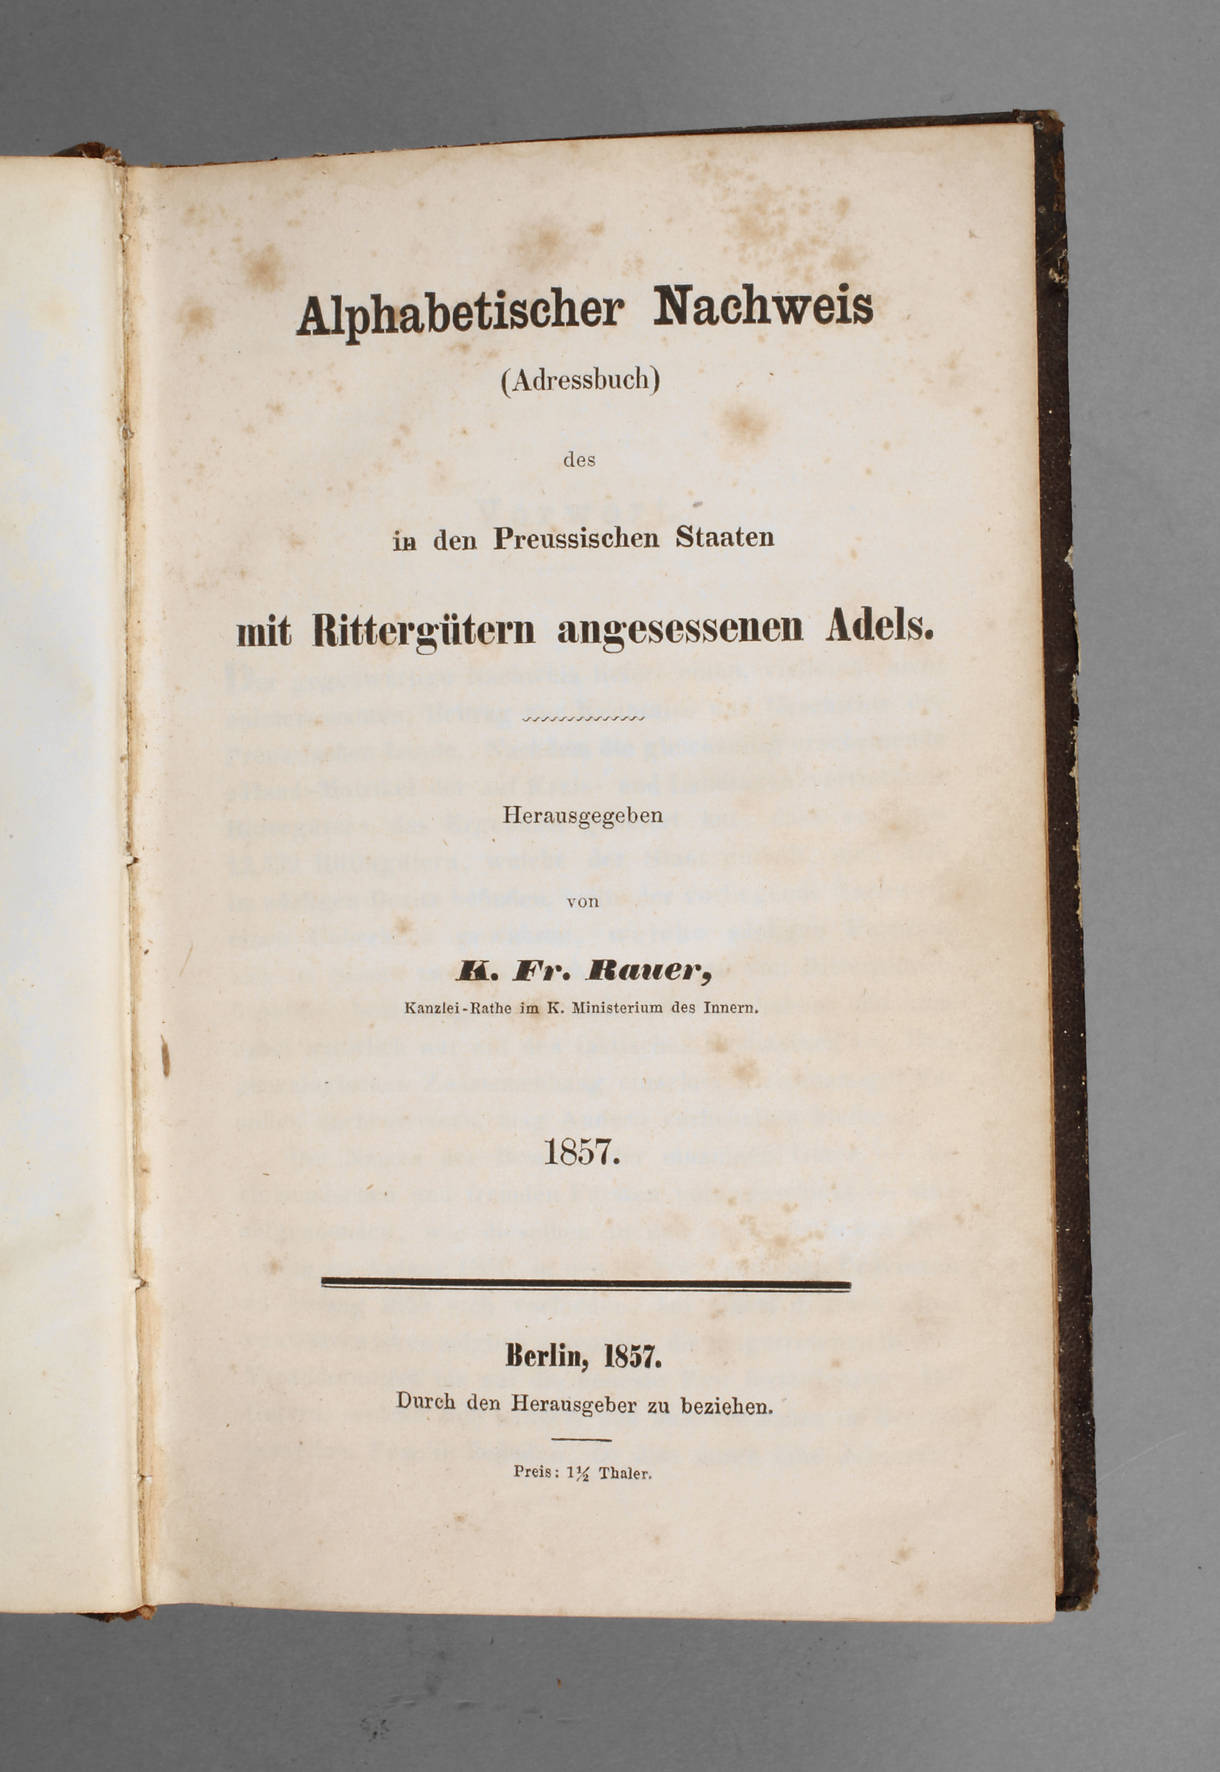 Alphabetischer Nachweis
(Adressbuch)
des
in den Preussischen Staaten
mit Rittergütern angesessenen Adels.
Herausgegeben
von
K. Fr. Rauer,
Kanzlei-Rathe im K. Ministerium des Innern.
1857.
Berlin, 1857.
Durch den Herausgeber zu beziehen.
Preis: 1½ Thaler.